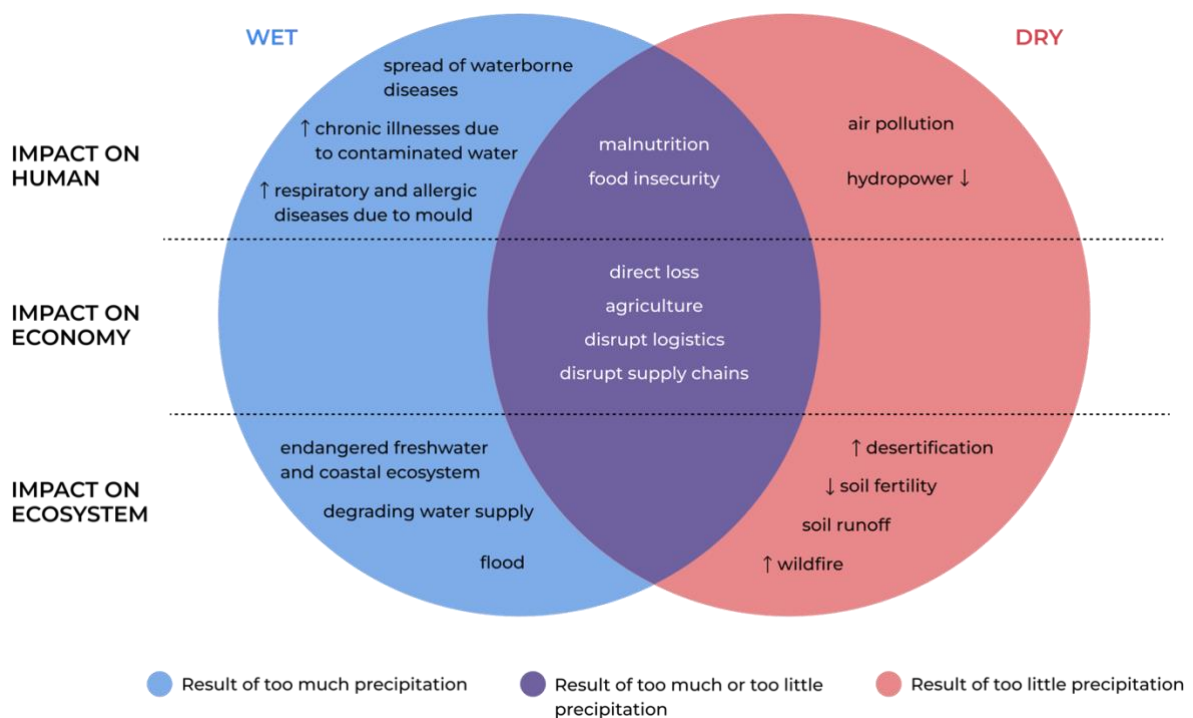 WET
DRY
IMPACT ON
HUMAN
spread of waterborne
diseases
↑ chronic illnesses due
to contaminated water
↑ respiratory and allergic
diseases due to mould
malnutrition
food insecurity
air pollution
hydropower ↓
IMPACT ON
ECONOMY
direct loss
agriculture
disrupt logistics
disrupt supply chains
IMPACT ON
ECOSYSTEM
endangered freshwater
and coastal ecosystem
degrading water supply
flood
↑ desertification
↓ soil fertility
soil runoff
↑ wildfire
Result of too much precipitation
Result of too much or too little
precipitation
Result of too little precipitation